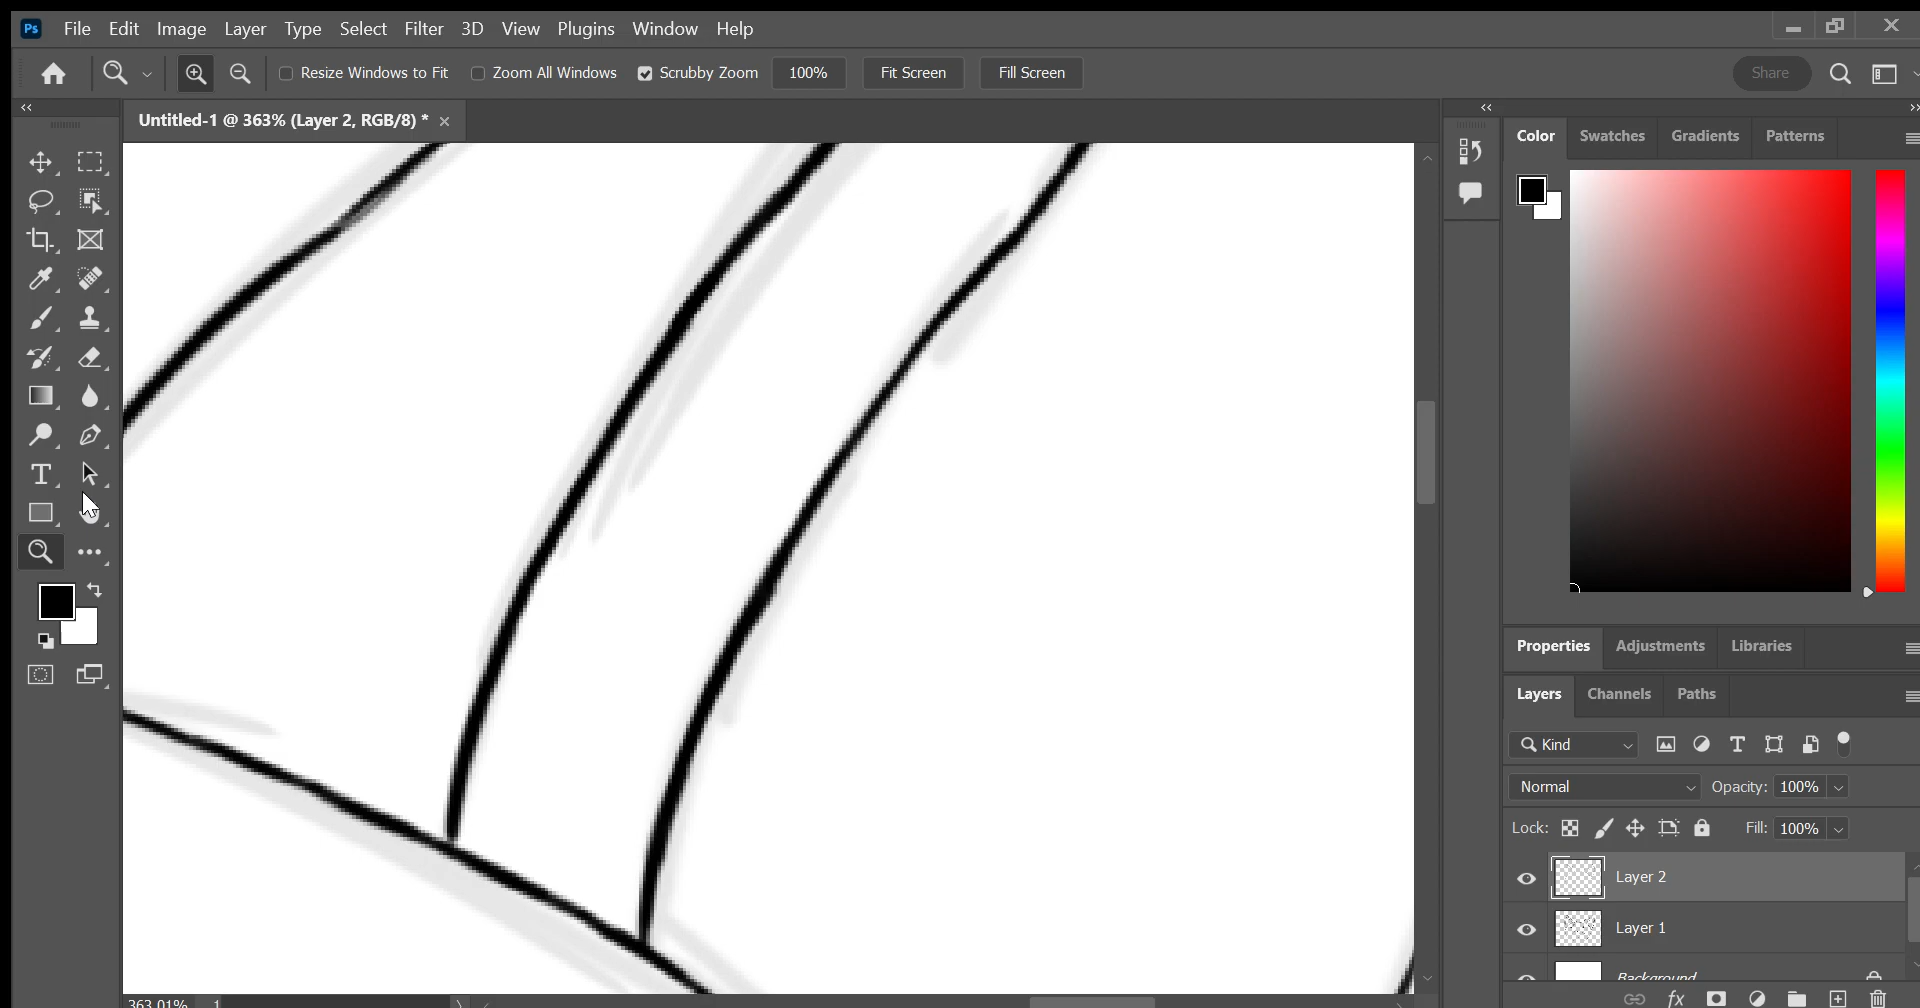 Ps File Edit Image Layer Type Select Filter 3D View Plugins Window Help
Resize Windows to Fit Zoom All Windows Scrubby Zoom 100% Fit Screen Fill Screen Share
Untitled-1 @ 363% (Layer 2, RGB/8) *
Color Swatches Gradients Patterns
Properties Adjustments Libraries
Layers Channels Paths
Kind
Normal Opacity: 100%
Lock: Fill: 100%
Layer 2
Layer 1
Background
363.01% 1